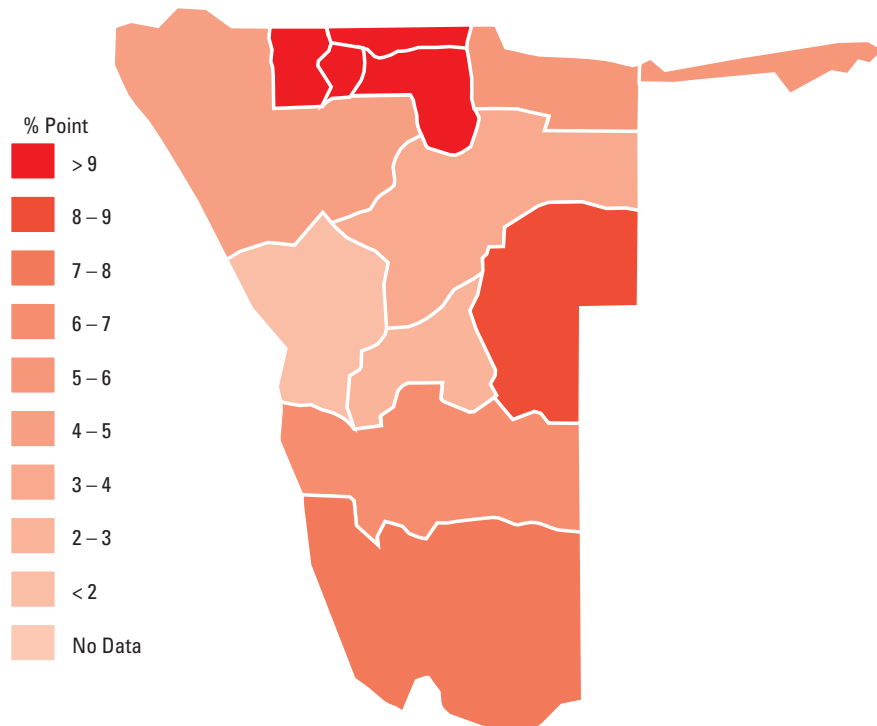 % Point
> 9
8 – 9
7 – 8
6 – 7
5 – 6
4 – 5
3 – 4
2 – 3
< 2
No Data